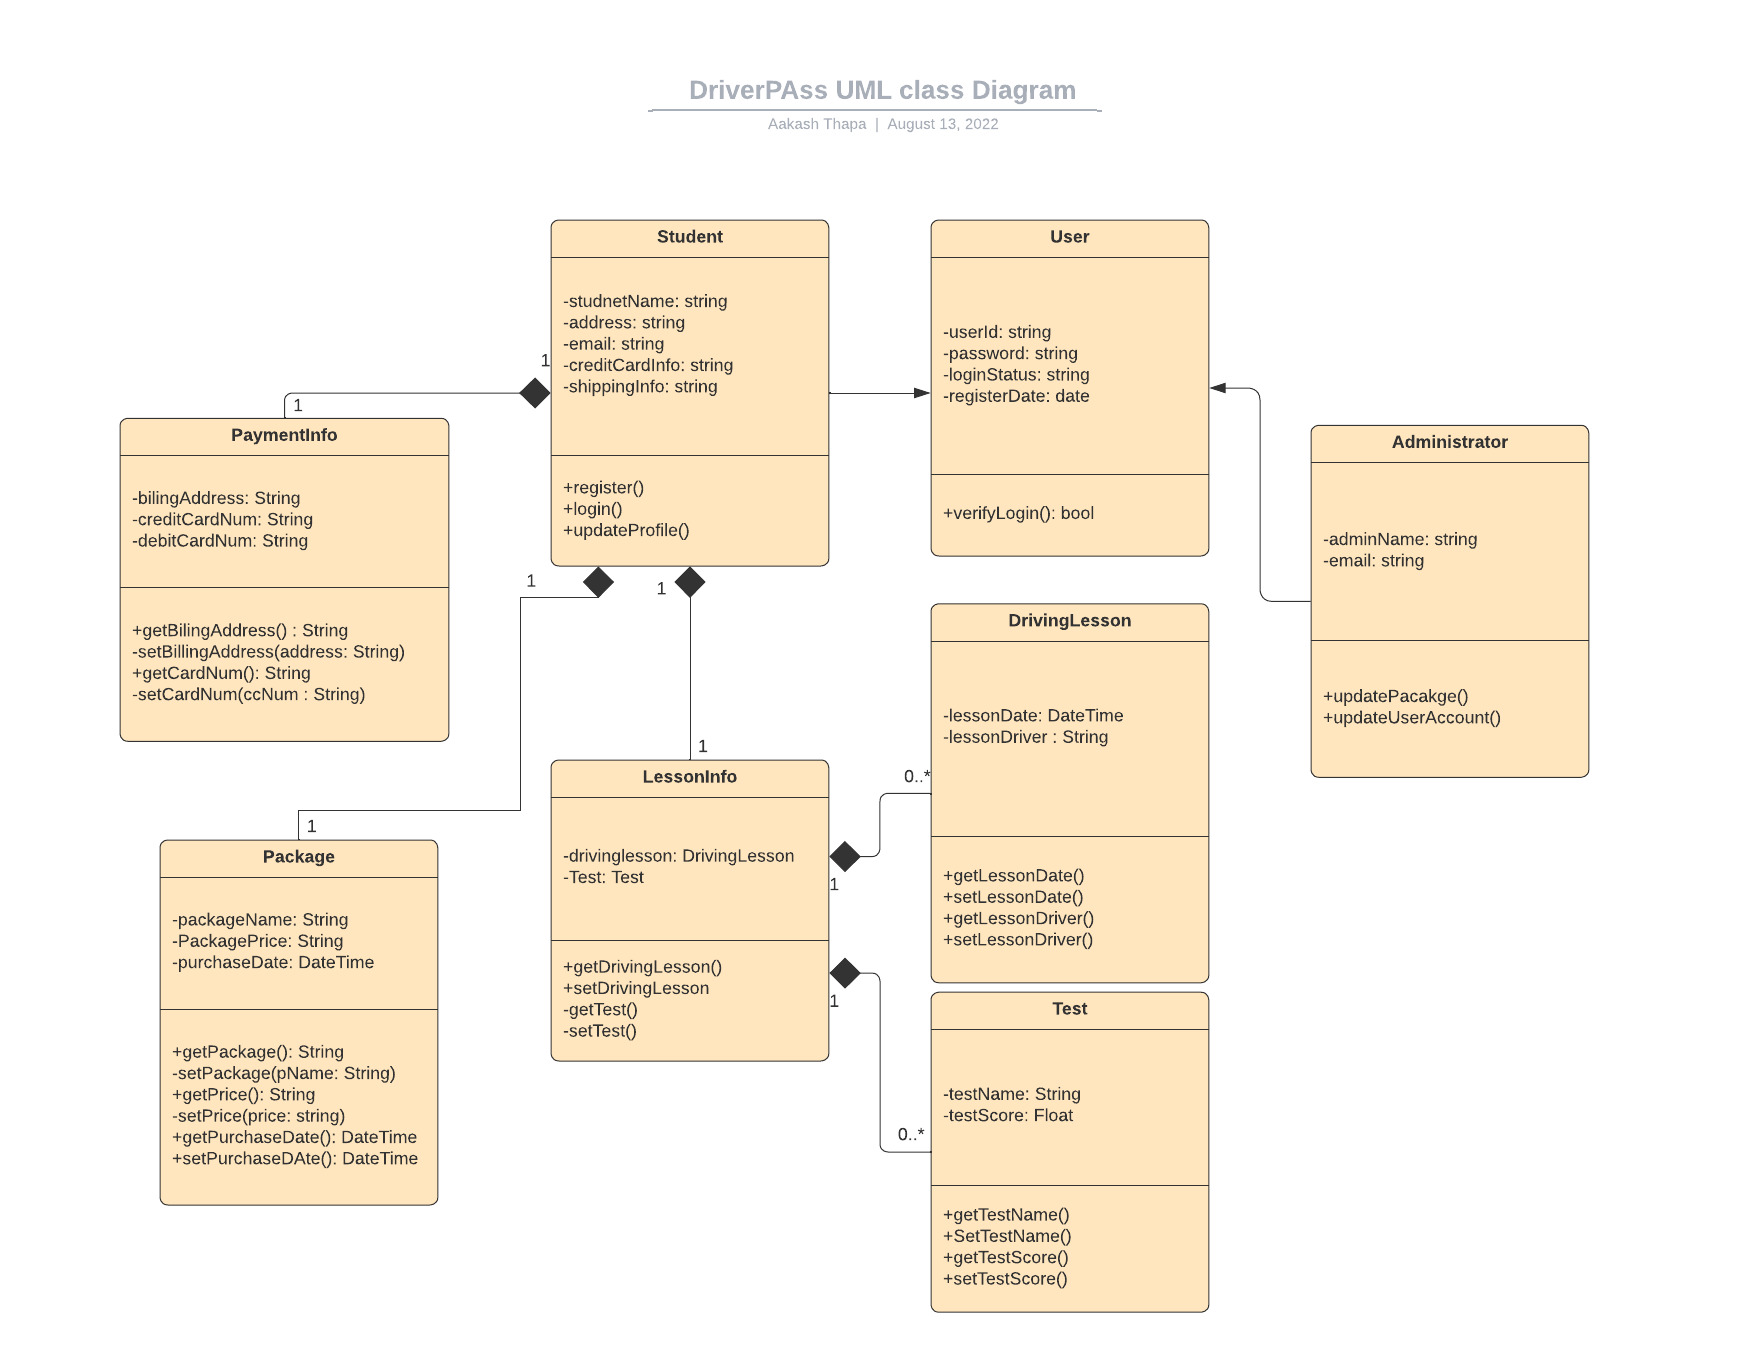 DriverPAss UML class Diagram
Aakash Thapa | August 13, 2022
Student
-studnetName: string
-address: string
-email: string
-creditCardInfo: string
-shippingInfo: string
+register()
+login()
+updateProfile()
User
-userId: string
-password: string
-loginStatus: string
-registerDate: date
+verifyLogin(): bool
1
1
PaymentInfo
-bilingAddress: String
-creditCardNum: String
-debitCardNum: String
+getBilingAddress() : String
-setBillingAddress(address: String)
+getCardNum(): String
-setCardNum(ccNum : String)
Administrator
-adminName: string
-email: string
+updatePacakge()
+updateUserAccount()
1
1
DrivingLesson
-lessonDate: DateTime
-lessonDriver : String
+getLessonDate()
+setLessonDate()
+getLessonDriver()
+setLessonDriver()
1
LessonInfo
-drivinglesson: DrivingLesson
-Test: Test
+getDrivingLesson()
+setDrivingLesson
-getTest()
-setTest()
0..*
1
1
0..*
1
Package
-packageName: String
-PackagePrice: String
-purchaseDate: DateTime
+getPackage(): String
-setPackage(pName: String)
+getPrice(): String
-setPrice(price: string)
+getPurchaseDate(): DateTime
+setPurchaseDAte(): DateTime
Test
-testName: String
-testScore: Float
+getTestName()
+SetTestName()
+getTestScore()
+setTestScore()